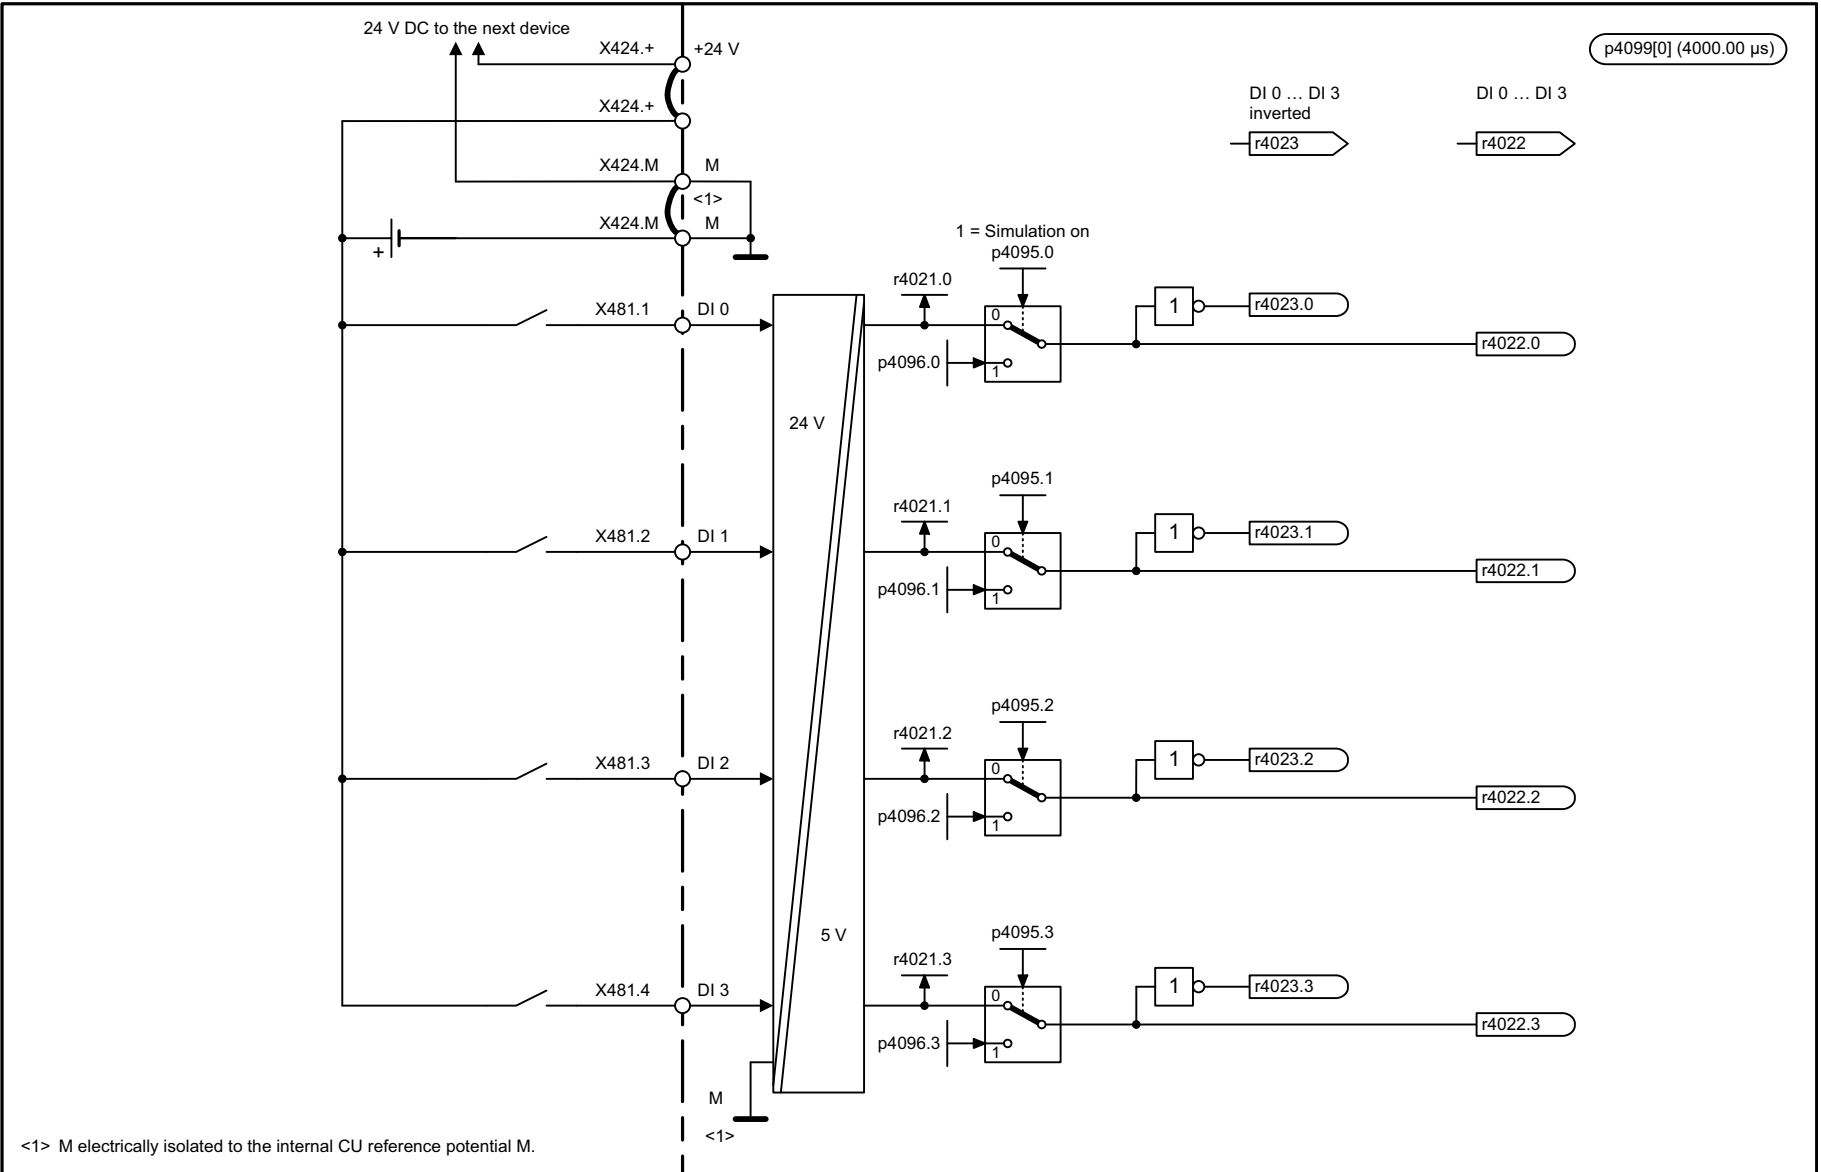 24 V DC to the next device
X424.+
+24 V
p4099[0] (4000.00 µs)
X424.+
DI 0 … DI 3
inverted
r4023
DI 0 … DI 3
r4022
X424.M
M
<1>
X424.M
M
+
1 = Simulation on
p4095.0
r4021.0
X481.1
DI 0
0
1
p4096.0
1
r4023.0
r4022.0
24 V
p4095.1
r4021.1
X481.2
DI 1
0
1
p4096.1
1
r4023.1
r4022.1
p4095.2
r4021.2
X481.3
DI 2
0
1
p4096.2
1
r4023.2
r4022.2
5 V
p4095.3
r4021.3
X481.4
DI 3
0
1
p4096.3
1
r4023.3
r4022.3
M
<1>
<1> M electrically isolated to the internal CU reference potential M.